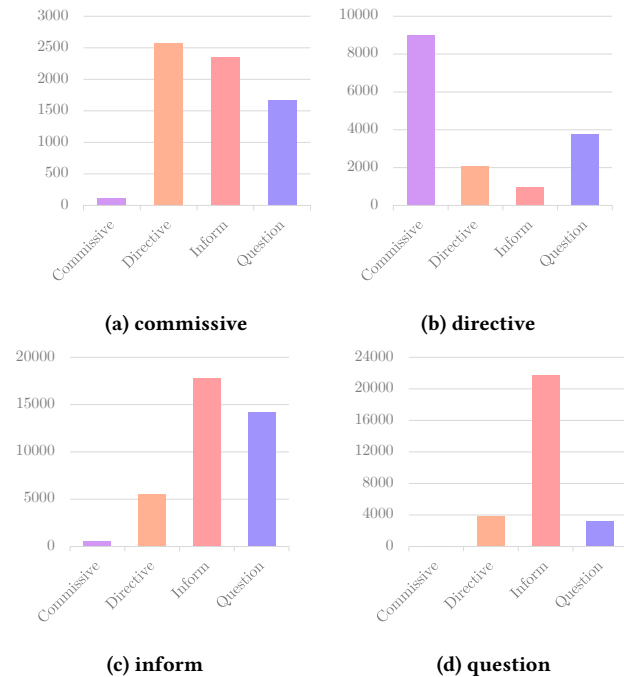 3000
2500
2000
1500
1000
500
0
Commissive
Directive
Inform
Question
(a) commissive
10000
8000
6000
4000
2000
0
Commissive
Directive
Inform
Question
(b) directive
20000
15000
10000
5000
0
Commissive
Directive
Inform
Question
(c) inform
24000
20000
16000
12000
8000
4000
0
Commissive
Directive
Inform
Question
(d) question